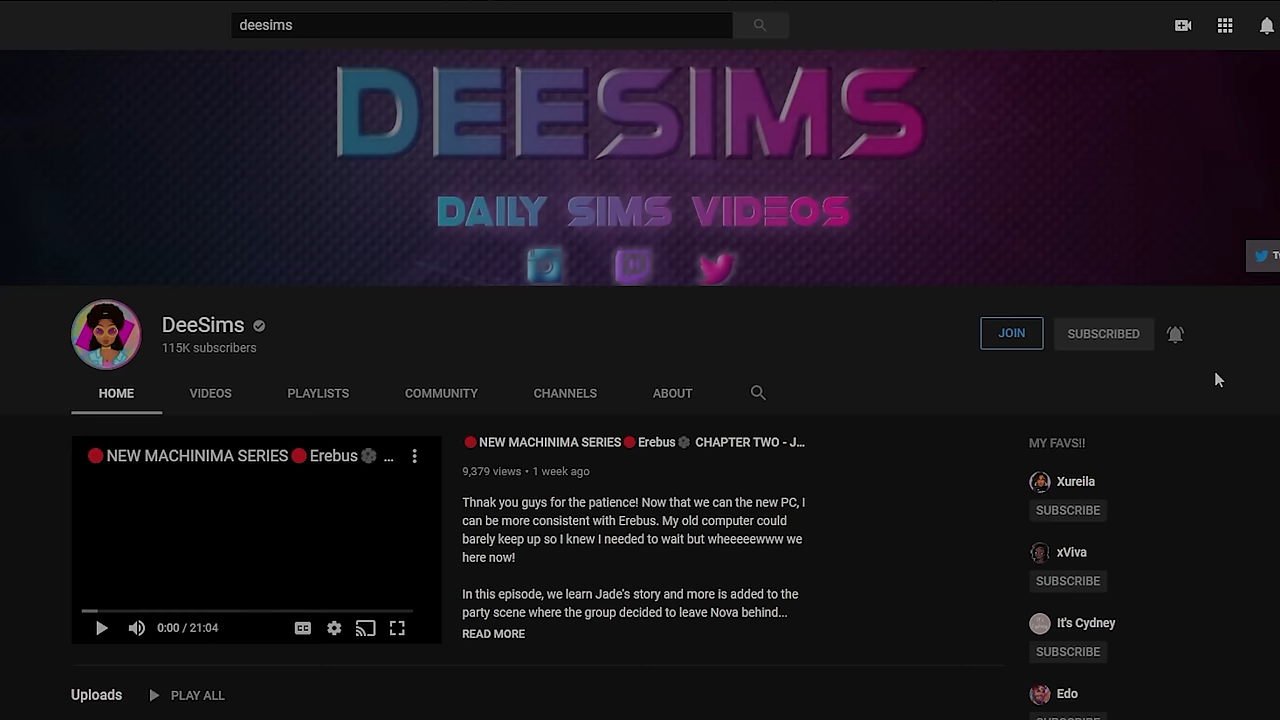 deesims
DEESIMS
DAILY SIMS VIDEOS
DeeSims
115K subscribers
JOIN
SUBSCRIBED
HOME
VIDEOS
PLAYLISTS
COMMUNITY
CHANNELS
ABOUT
🔴NEW MACHINIMA SERIES🔴Erebus ...
0:00 / 21:04
🔴NEW MACHINIMA SERIES🔴Erebus CHAPTER TWO - J...
9,379 views • 1 week ago
Thnak you guys for the patience! Now that we can the new PC, I
can be more consistent with Erebus. My old computer could
barely keep up so I knew I needed to wait but wheeeeewww we
here now!
In this episode, we learn Jade's story and more is added to the
party scene where the group decided to leave Nova behind...
READ MORE
MY FAVS!!
Xureila
SUBSCRIBE
xViva
SUBSCRIBE
It's Cydney
SUBSCRIBE
Edo
Uploads
PLAY ALL